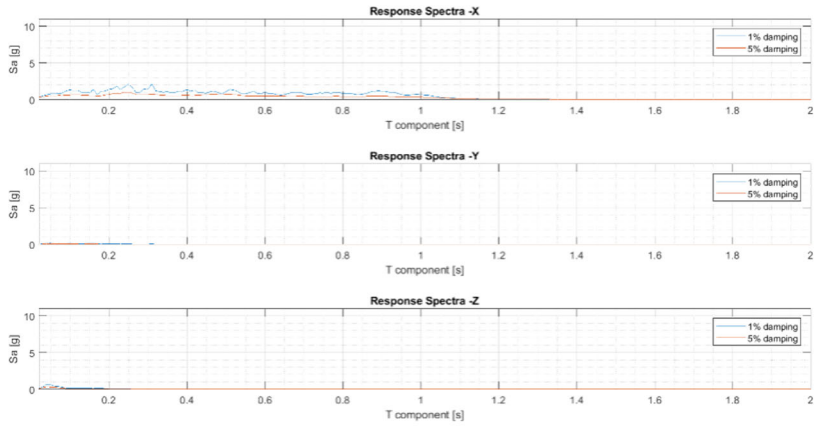 Response Spectra -X
10
5
0
Sa [g]
1% damping
5% damping
0.2 0.4 0.6 0.8 1 1.2 1.4 1.6 1.8 2
T component [s]
Response Spectra -Y
10
5
0
Sa [g]
1% damping
5% damping
0.2 0.4 0.6 0.8 1 1.2 1.4 1.6 1.8 2
T component [s]
Response Spectra -Z
10
5
0
Sa [g]
1% damping
5% damping
0.2 0.4 0.6 0.8 1 1.2 1.4 1.6 1.8 2
T component [s]